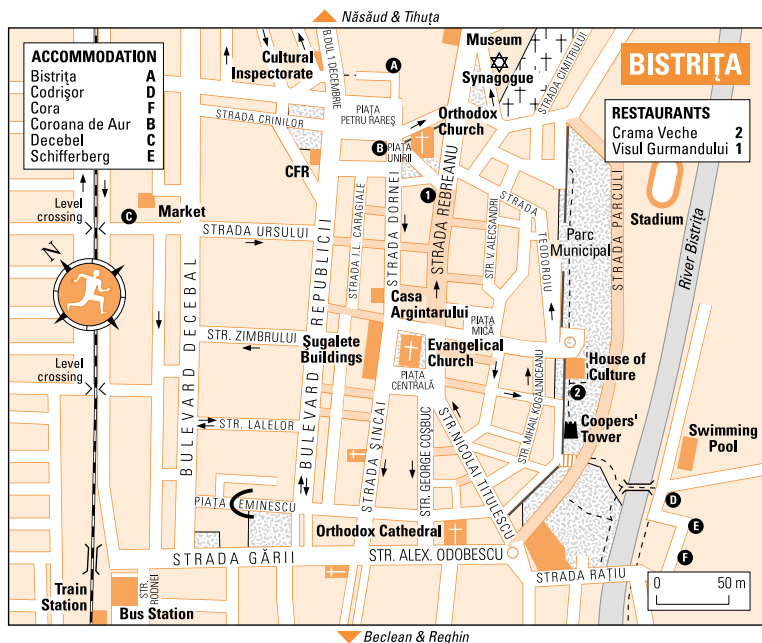 Năsăud & Tihuța
ACCOMMODATION
Bistrița A
Codrișor D
Cora F
Coroana de Aur B
Decebel C
Schifferberg E
BISTRIȚA
RESTAURANTS
Crama Veche 2
Visul Gurmandului 1
Cultural
Inspectorate
B.DUL 1 DECEMBRIE
A
Museum
Synagogue
STRADA CIMITRULUI
PIAȚA
PETRU RAREȘ
STRADA CRINILOR
Orthodox
Church
B
PIAȚA
UNIRII
CFR
1
STRADA REBREANU
STRADA DORNEI
STRADA I.L. CARAGIALE
STR. V. ALECSANDRI
STRADA
TEODOROIU
Parc
Municipal
STRADA PARCULUI
Stadium
River Bistrița
Level
crossing
C
Market
STRADA URSULUI
N
BULEVARD DECEBAL
BULEVARD REPUBLICII
Casa
Argintarului
PIAȚA
MICĂ
STR. ZIMBRULUI
Șugalete
Buildings
Evangelical
Church
PIAȚA
CENTRALĂ
House of
Culture
Level
crossing
2
Coopers'
Tower
STR. MIHAIL KOGĂLNICEANU
STR. LALELOR
STRADA ȘINCAI
STR. GEORGE COȘBUC
STR. NICOLAI TITULESCU
Swimming
Pool
PIAȚA EMINESCU
D
E
F
Orthodox Cathedral
STRADA GĂRII
STR. ALEX. ODOBESCU
STRADA RAȚIU
Train
Station
STR.
RODNEI
Bus Station
0 50 m
Beclean & Reghin